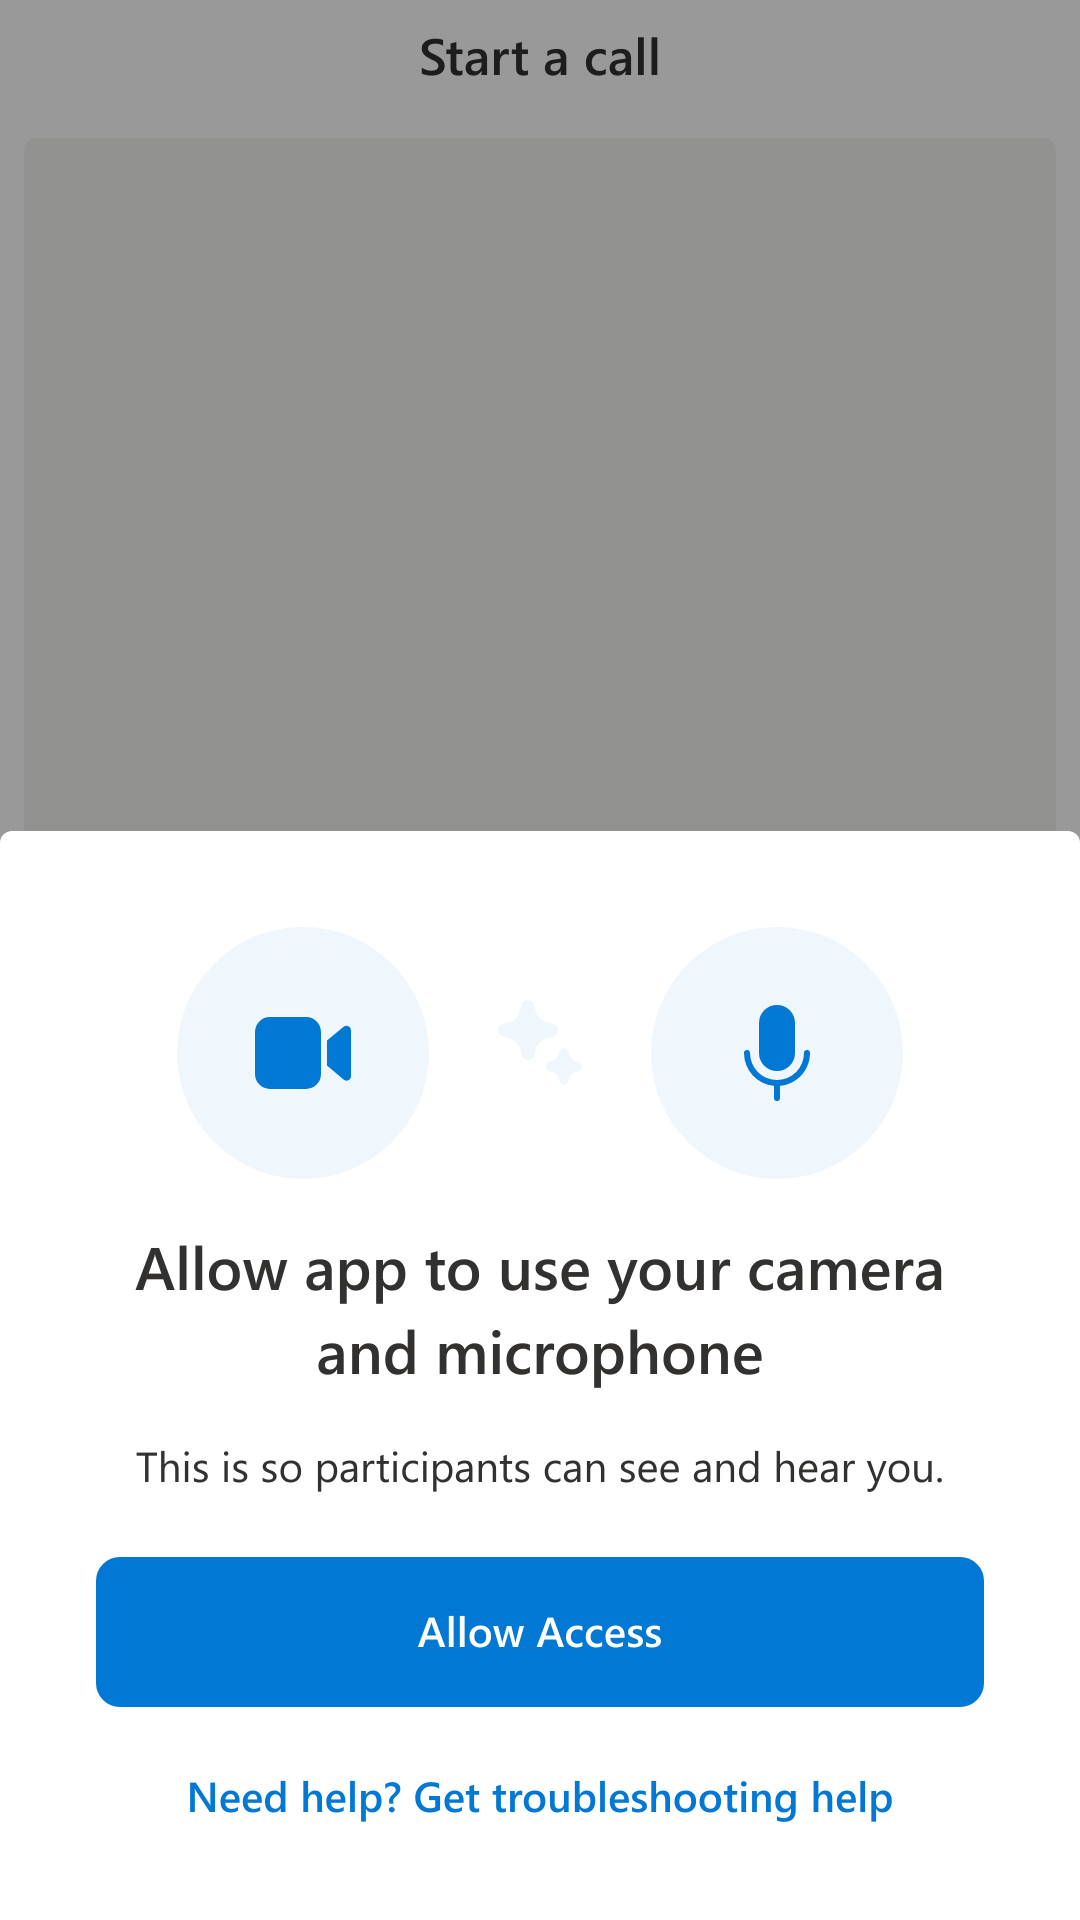 Start a call
Allow app to use your camera
and microphone
This is so participants can see and hear you.
Allow Access
Need help? Get troubleshooting help